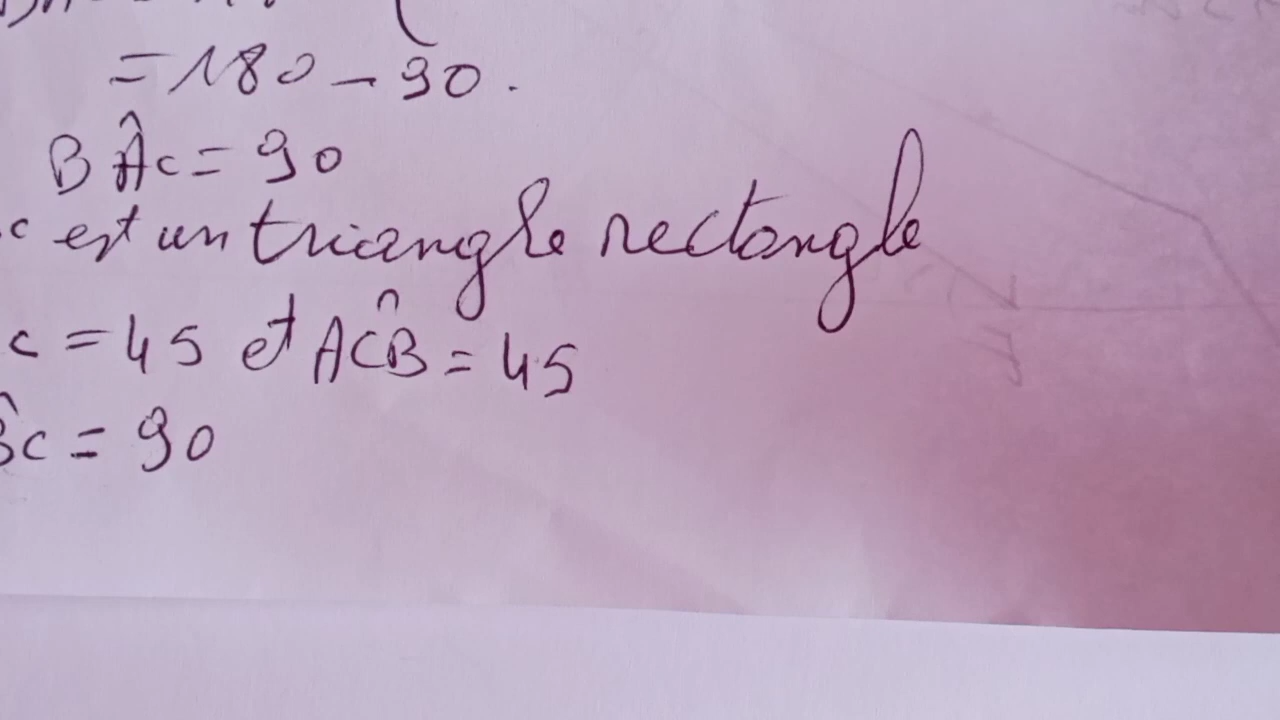 = 180 - 90.
BÂC = 90
c est un triangle rectangle
c = 45 et AĈB = 45
B̂C = 90